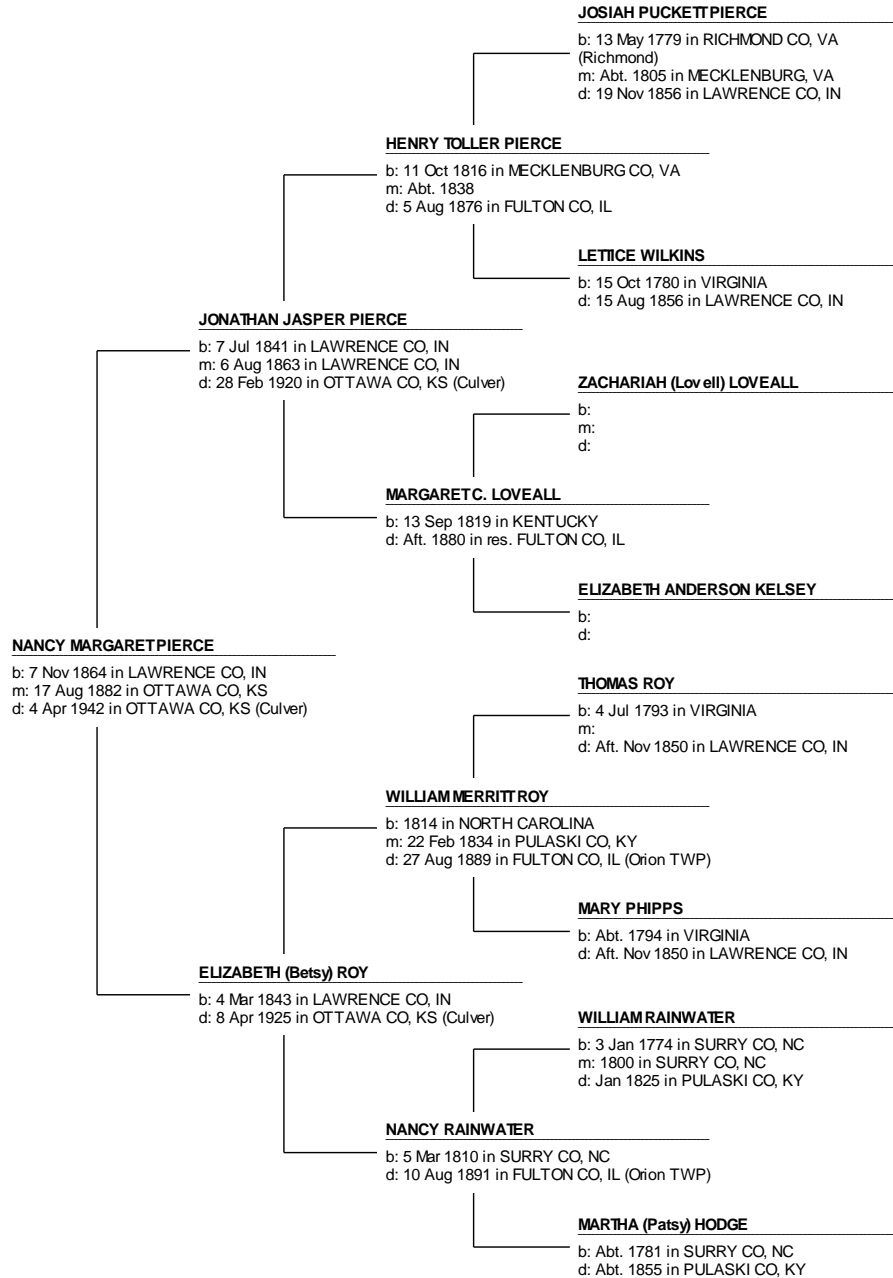 JOSIAH PUCKETT PIERCE
b: 13 May 1779 in RICHMOND CO, VA
(Richmond)
m: Abt. 1805 in MECKLENBURG, VA
d: 19 Nov 1856 in LAWRENCE CO, IN
HENRY TOLLER PIERCE
b: 11 Oct 1816 in MECKLENBURG CO, VA
m: Abt. 1838
d: 5 Aug 1876 in FULTON CO, IL
LETTICE WILKINS
b: 15 Oct 1780 in VIRGINIA
d: 15 Aug 1856 in LAWRENCE CO, IN
JONATHAN JASPER PIERCE
b: 7 Jul 1841 in LAWRENCE CO, IN
m: 6 Aug 1863 in LAWRENCE CO, IN
d: 28 Feb 1920 in OTTAWA CO, KS (Culver)
ZACHARIAH (Lovell) LOVEALL
b:
m:
d:
MARGARET C. LOVEALL
b: 13 Sep 1819 in KENTUCKY
d: Aft. 1880 in res. FULTON CO, IL
ELIZABETH ANDERSON KELSEY
b:
d:
NANCY MARGARET PIERCE
b: 7 Nov 1864 in LAWRENCE CO, IN
m: 17 Aug 1882 in OTTAWA CO, KS
d: 4 Apr 1942 in OTTAWA CO, KS (Culver)
THOMAS ROY
b: 4 Jul 1793 in VIRGINIA
m:
d: Aft. Nov 1850 in LAWRENCE CO, IN
WILLIAM MERRITT ROY
b: 1814 in NORTH CAROLINA
m: 22 Feb 1834 in PULASKI CO, KY
d: 27 Aug 1889 in FULTON CO, IL (Orion TWP)
MARY PHIPPS
b: Abt. 1794 in VIRGINIA
d: Aft. Nov 1850 in LAWRENCE CO, IN
ELIZABETH (Betsy) ROY
b: 4 Mar 1843 in LAWRENCE CO, IN
d: 8 Apr 1925 in OTTAWA CO, KS (Culver)
WILLIAM RAINWATER
b: 3 Jan 1774 in SURRY CO, NC
m: 1800 in SURRY CO, NC
d: Jan 1825 in PULASKI CO, KY
NANCY RAINWATER
b: 5 Mar 1810 in SURRY CO, NC
d: 10 Aug 1891 in FULTON CO, IL (Orion TWP)
MARTHA (Patsy) HODGE
b: Abt. 1781 in SURRY CO, NC
d: Abt. 1855 in PULASKI CO, KY